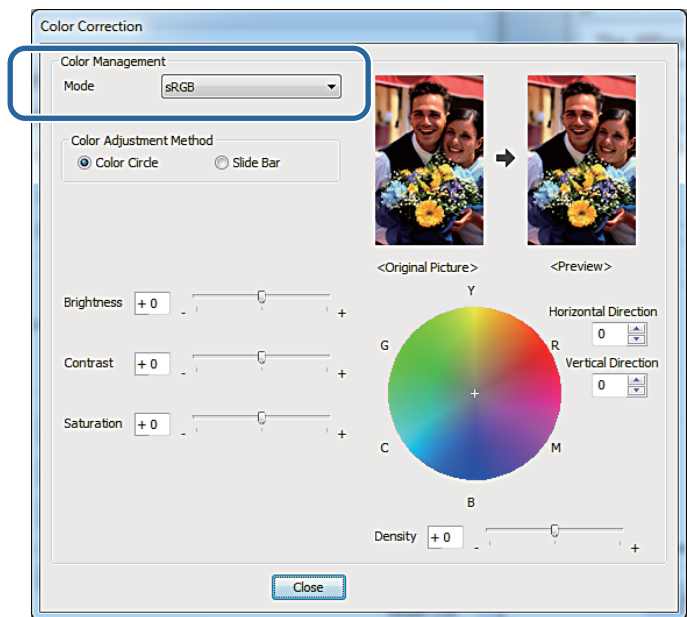 Color Correction
Color Management
Mode sRGB
Color Adjustment Method
Color Circle Slide Bar
<Original Picture> <Preview>
Brightness + 0 - +
Contrast + 0 - +
Saturation + 0 - +
Y
G R
C M
B
Horizontal Direction
0
Vertical Direction
0
Density + 0 - +
Close